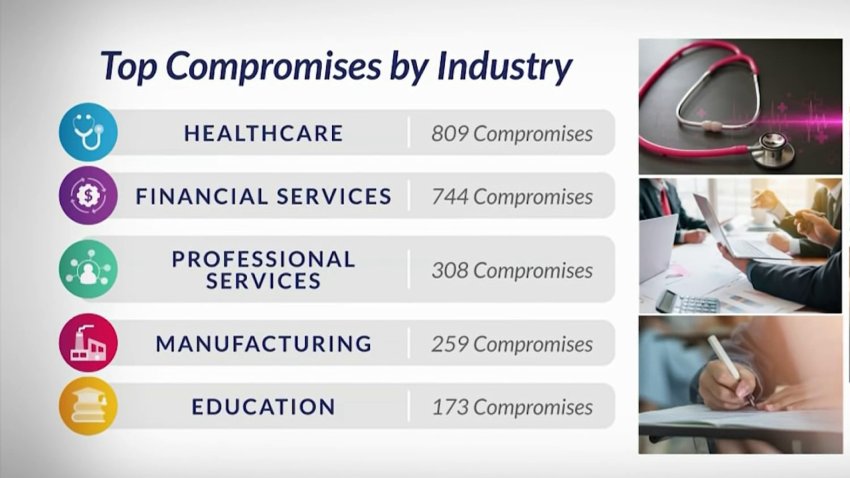 Top Compromises by Industry
HEALTHCARE
809 Compromises
$
FINANCIAL SERVICES
744 Compromises
PROFESSIONAL
SERVICES
308 Compromises
MANUFACTURING
259 Compromises
EDUCATION
173 Compromises